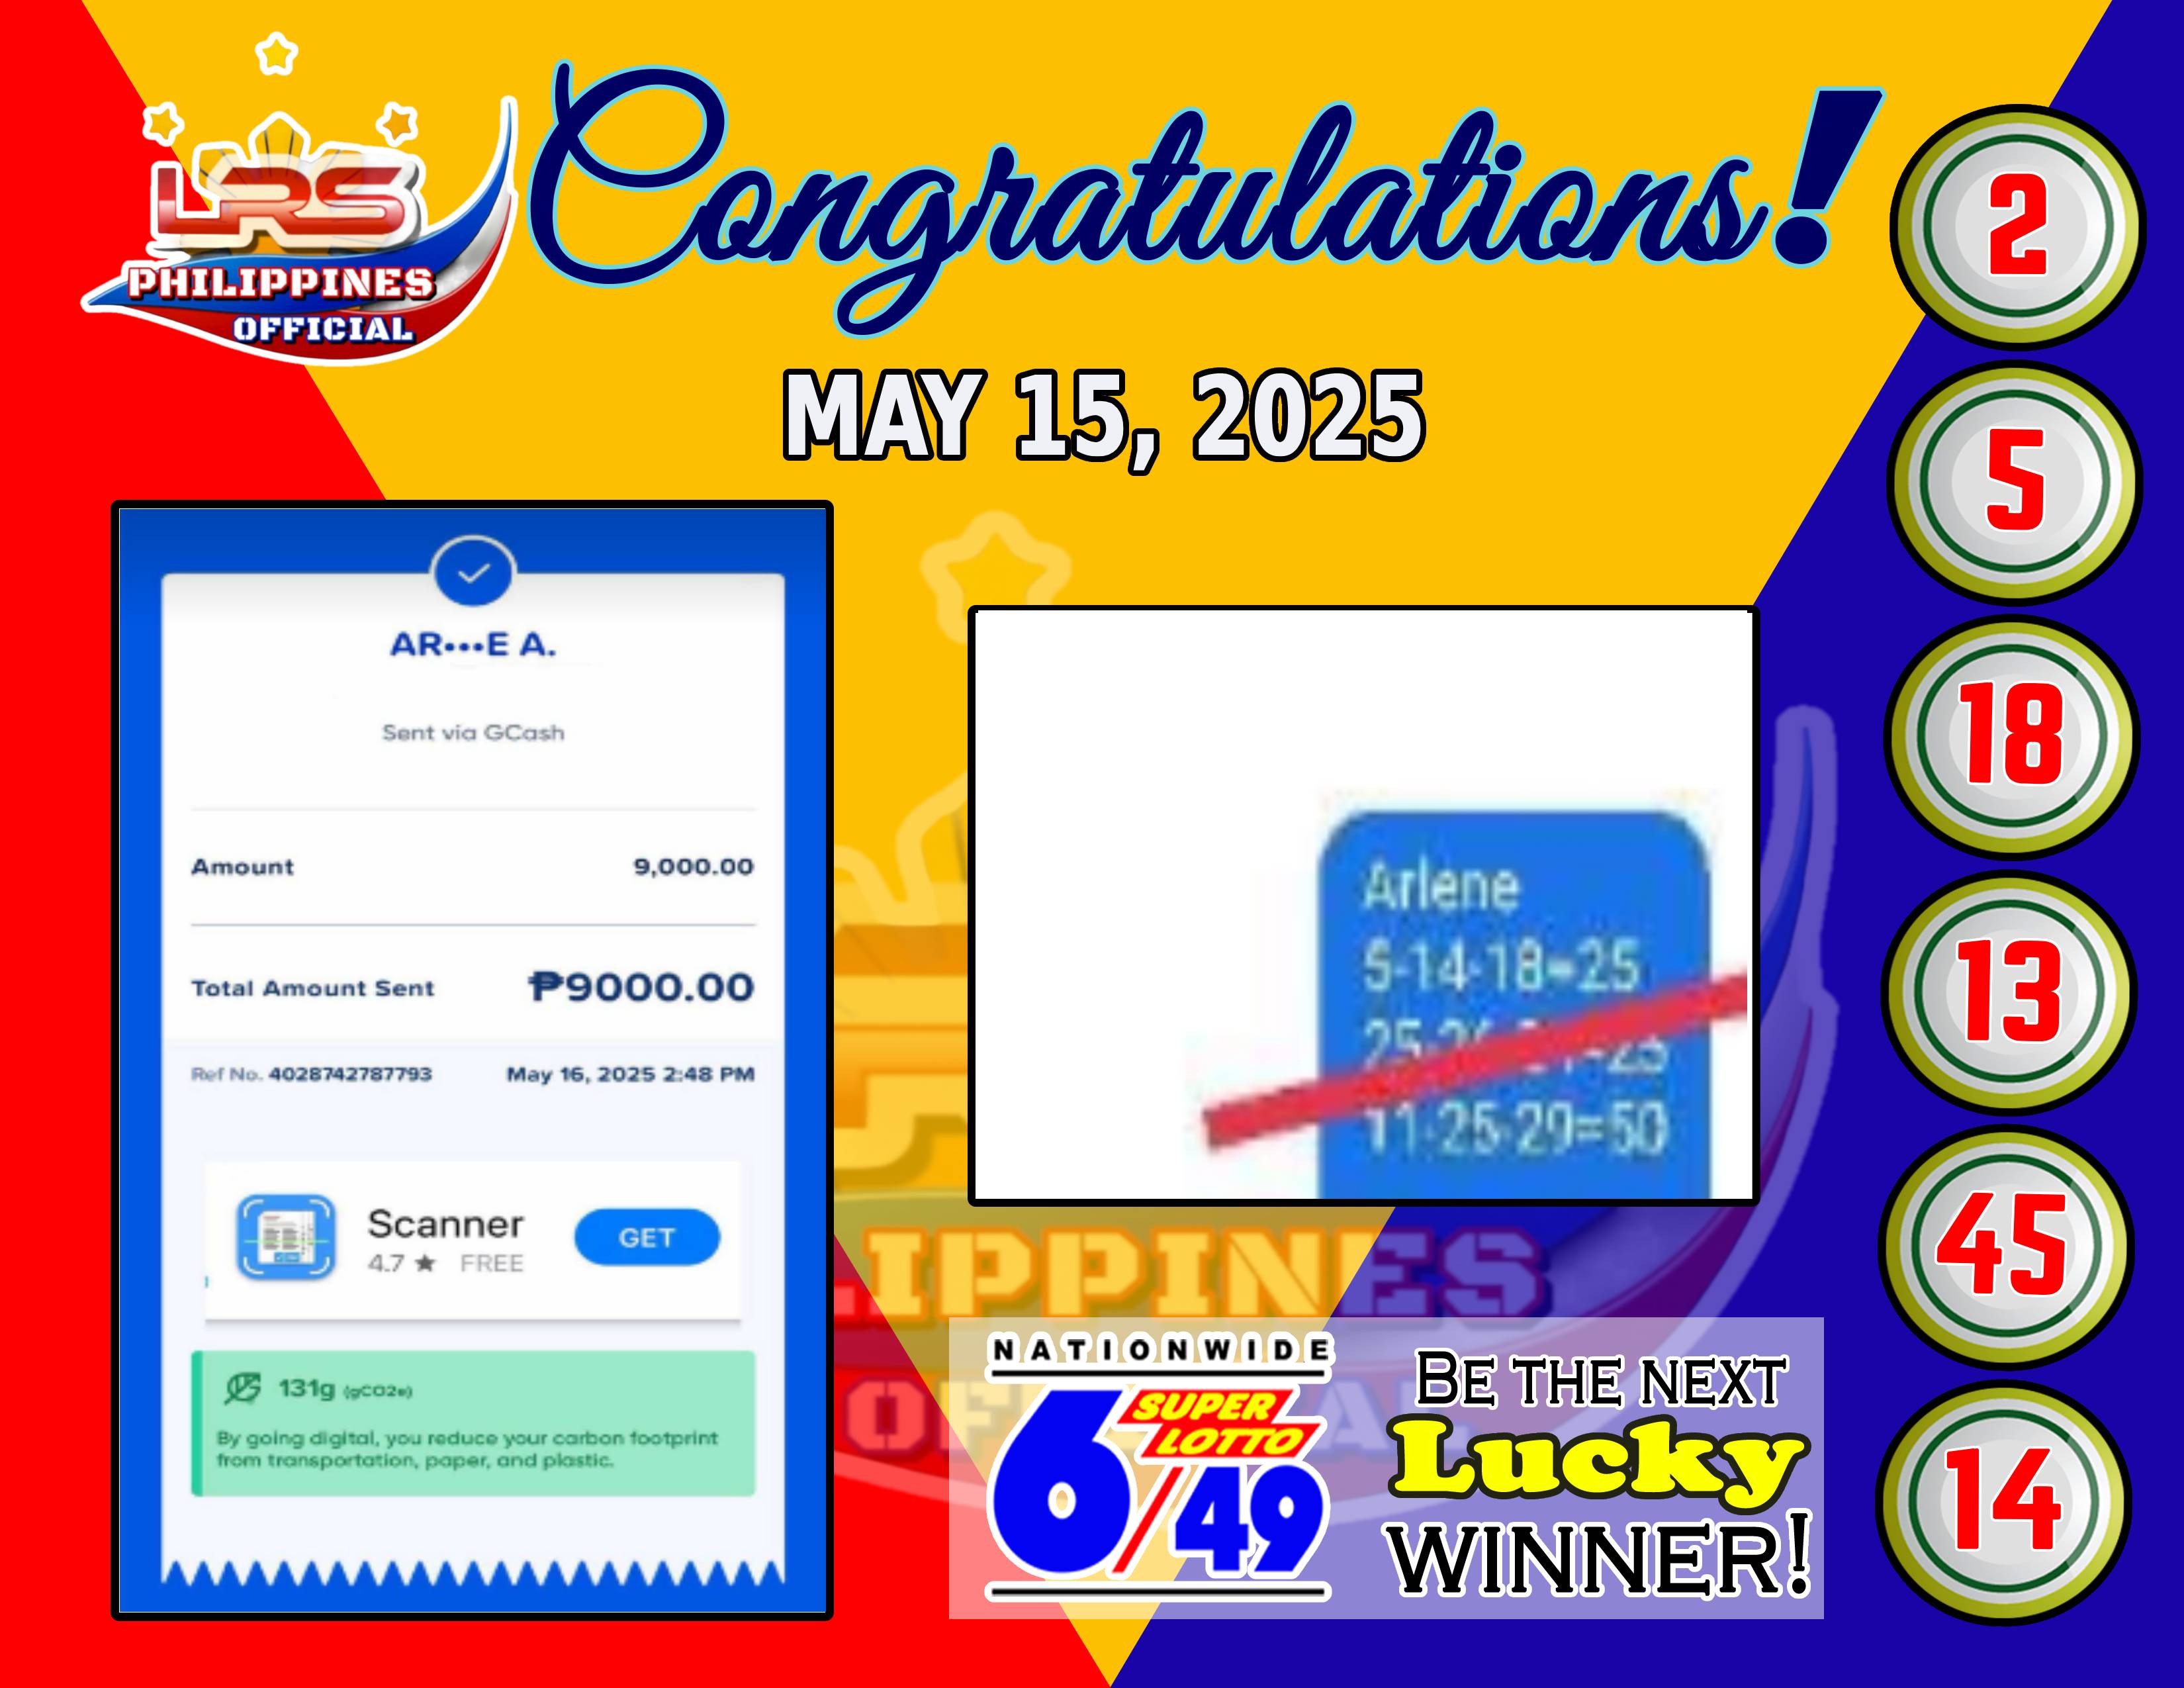 LRS
PHILIPPINES
OFFICIAL
Congratulations!
MAY 15, 2025
AR•••E A.
Sent via GCash
Amount 9,000.00
Total Amount Sent ₱9000.00
Ref No. 4028742787793 May 16, 2025 2:48 PM
Scanner
4.7 ★ FREE
GET
131g (gCO2e)
By going digital, you reduce your carbon footprint
from transportation, paper, and plastic.
Arlene
5-14-18=25
11-25-29=50
IPPINES
NATIONWIDE
SUPER
LOTTO
6/49
BE THE NEXT
Lucky
WINNER!
2
5
18
13
45
14